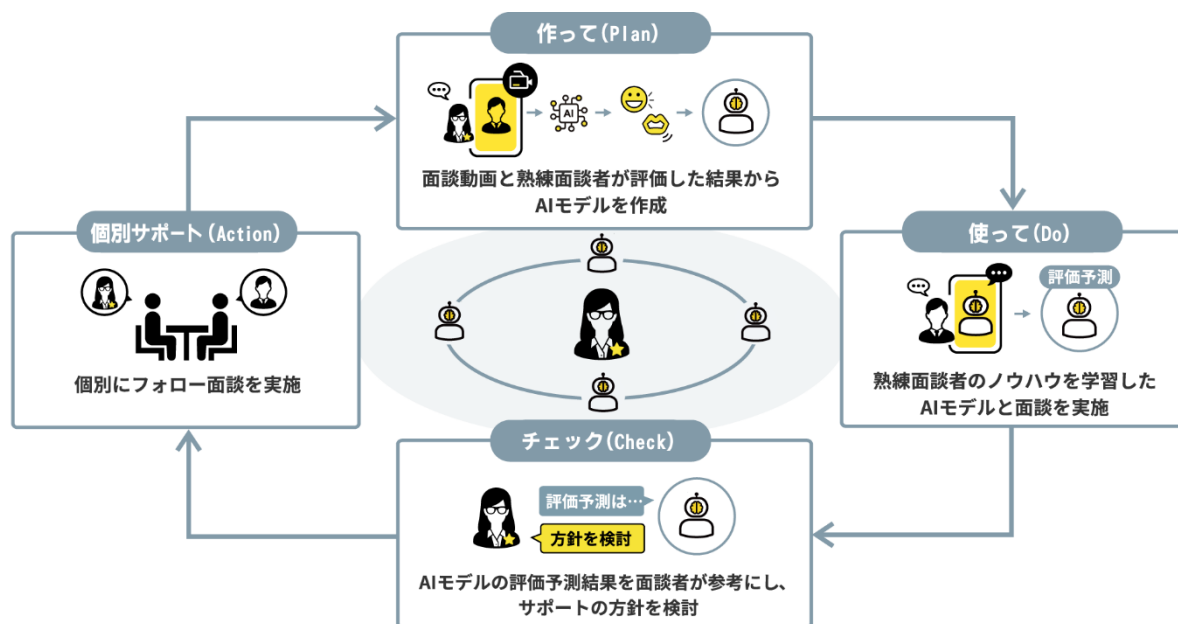 作って(Plan)
AI
面談動画と熟練面談者が評価した結果から
AIモデルを作成
使って(Do)
評価予測
熟練面談者のノウハウを学習した
AIモデルと面談を実施
チェック(Check)
評価予測は…
方針を検討
AIモデルの評価予測結果を面談者が参考にし、
サポートの方針を検討
個別サポート(Action)
個別にフォロー面談を実施